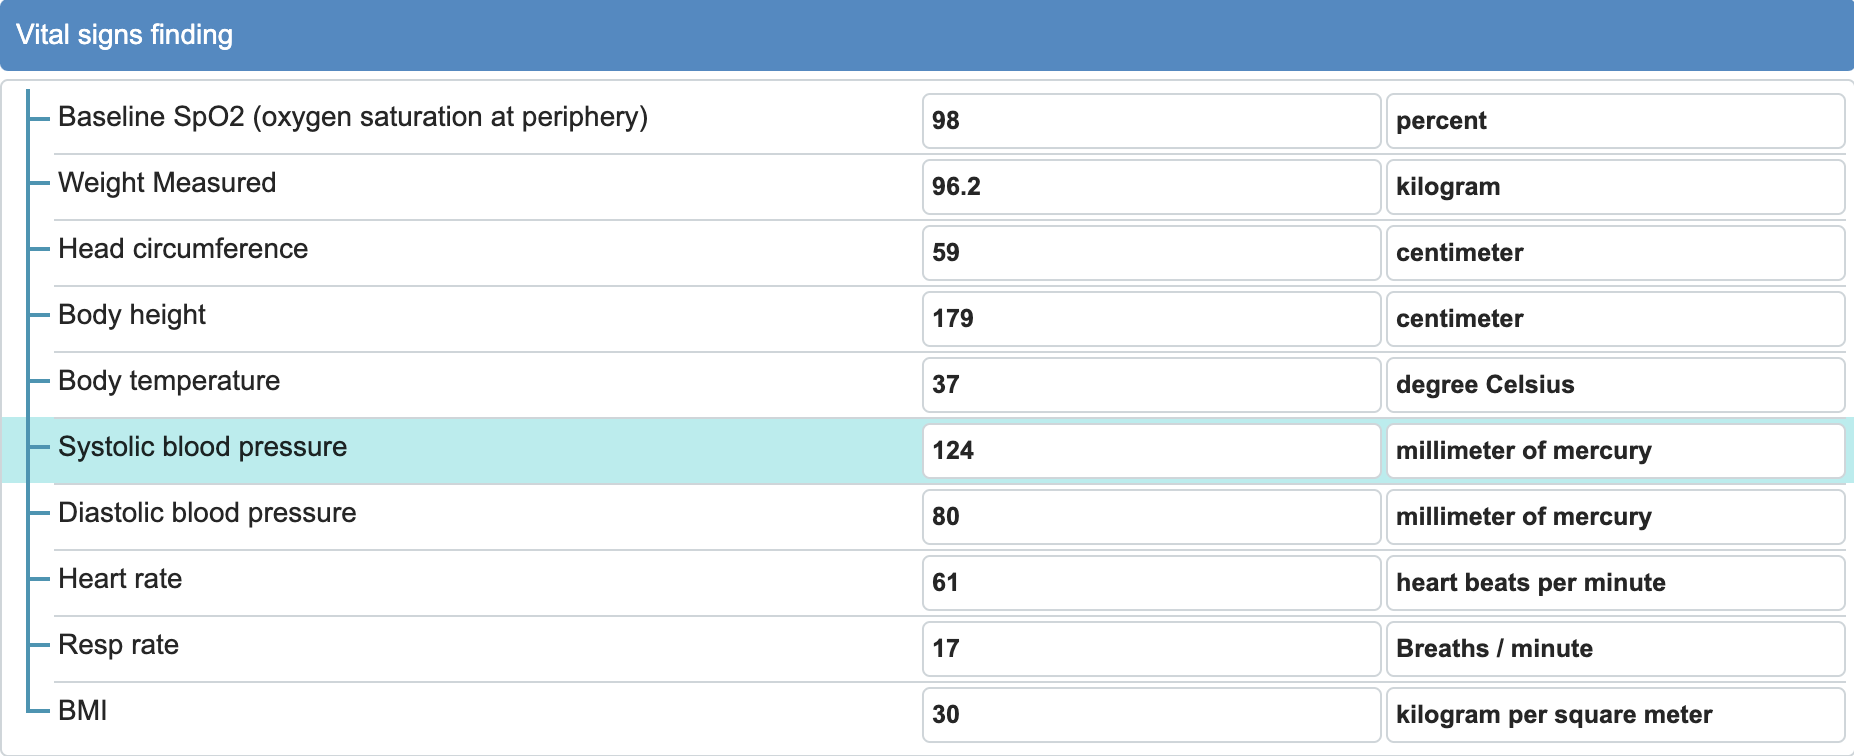 Vital signs finding
Baseline SpO2 (oxygen saturation at periphery) 98 percent
Weight Measured 96.2 kilogram
Head circumference 59 centimeter
Body height 179 centimeter
Body temperature 37 degree Celsius
Systolic blood pressure 124 millimeter of mercury
Diastolic blood pressure 80 millimeter of mercury
Heart rate 61 heart beats per minute
Resp rate 17 Breaths / minute
BMI 30 kilogram per square meter